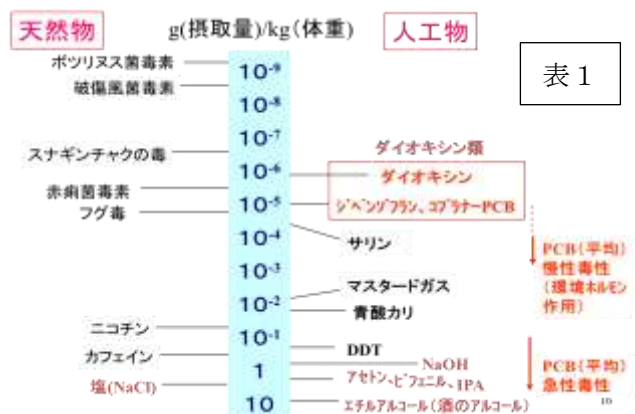 天然物
g(摂取量)/kg(体重)
人工物
表1
ボツリヌス菌毒素
破傷風菌毒素
スナギンチャクの毒
赤痢菌毒素
フグ毒
ニコチン
カフェイン
塩(NaCl)
10⁻⁹
10⁻⁸
10⁻⁷
10⁻⁶
10⁻⁵
10⁻⁴
10⁻³
10⁻²
10⁻¹
1
10
ダイオキシン類
ダイオキシン
ジベンゾフラン、コプラナーPCB
サリン
マスタードガス
青酸カリ
DDT
NaOH
アセトン、ビフェニル、IPA
エチルアルコール(酒のアルコール)
PCB(平均)
慢性毒性
(環境ホルモン
作用)
PCB(平均)
急性毒性